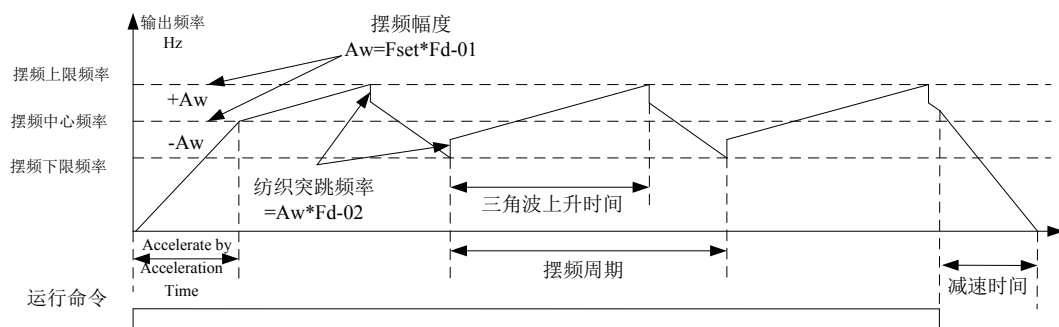 输出频率
Hz
摆频幅度
Aw=Fset*Fd-01
摆频上限频率
+Aw
摆频中心频率
-Aw
摆频下限频率
纺织突跳频率
=Aw*Fd-02
三角波上升时间
Accelerate by
Acceleration
Time
摆频周期
减速时间
运行命令